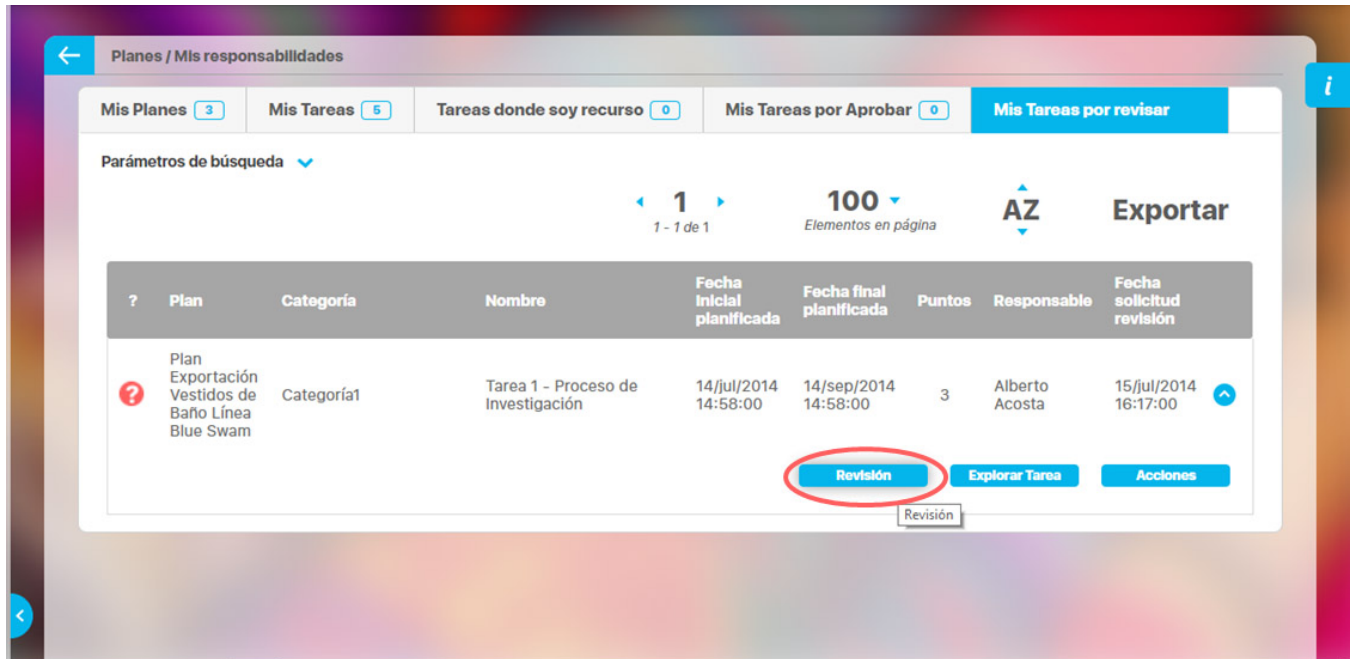 Planes / Mis responsabilidades
i
Mis Planes 3 Mis Tareas 5 Tareas donde soy recurso 0 Mis Tareas por Aprobar 0 Mis Tareas por revisar
Parámetros de búsqueda
1 100 AZ Exportar
1 - 1 de 1 Elementos en página
? Plan Categoría Nombre Fecha Inicial planificada Fecha final planificada Puntos Responsable Fecha solicitud revisión
? Plan Exportación Vestidos de Baño Línea Blue Swam Categoría1 Tarea 1 - Proceso de Investigación 14/jul/2014 14:58:00 14/sep/2014 14:58:00 3 Alberto Acosta 15/jul/2014 16:17:00
Revisión Explorar Tarea Acciones
Revisión